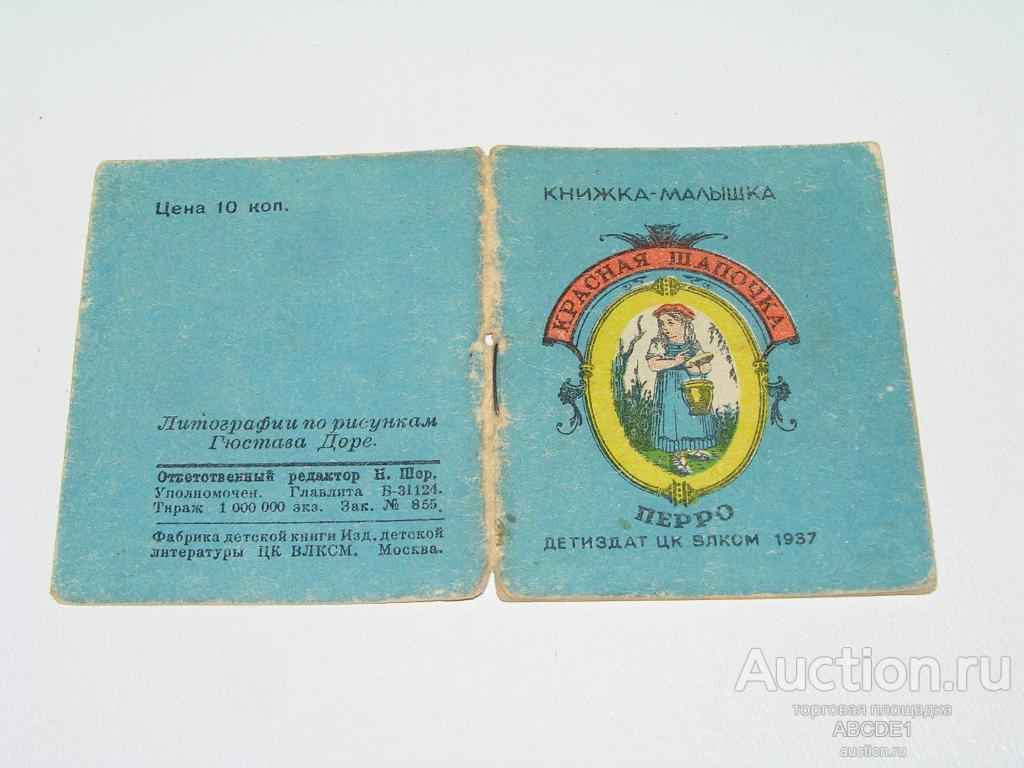 Цена 10 коп.
Литографии по рисункам
Гюстава Доре.
Ответственный редактор Н. Шер.
Уполномочен. Главлита Б-31124.
Тираж 1 000 000 экз. Зак. № 855.
Фабрика детской книги Изд. детской
литературы ЦК ВЛКСМ. Москва.
КНИЖКА-МАЛЫШКА
КРАСНАЯ ШАПОЧКА
ПЕРРО
ДЕТИЗДАТ ЦК ВЛКСМ 1937
Auction.ru
торговая площадка
ABCDE1
auction.ru